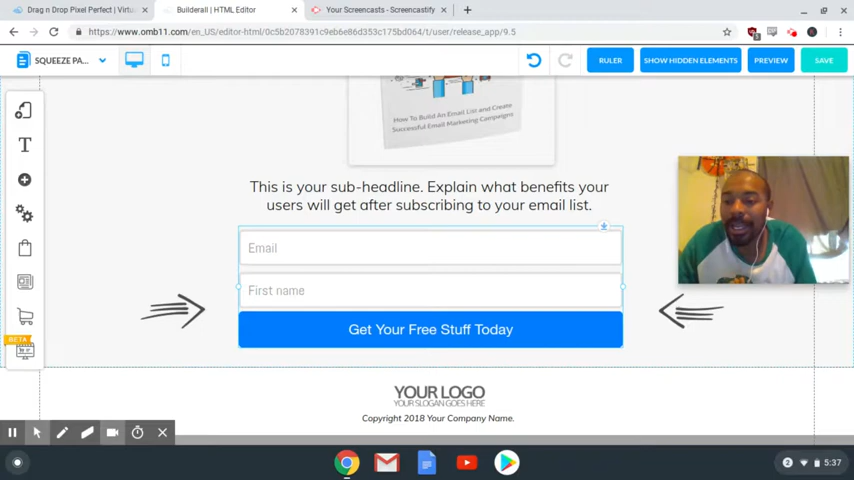 Drag n Drop Pixel Perfect | Virtu
Builderall | HTML Editor
Your Screencasts - Screencastify
https://www.omb11.com/en_US/editor-html/0c5b2078391c9eb6e86d353c175bd064/t/user/release_app/9.5
SQUEEZE PA...
RULER
SHOW HIDDEN ELEMENTS
PREVIEW
SAVE
How To Build An Email List and Create
Successful Email Marketing Campaigns
This is your sub-headline. Explain what benefits your
users will get after subscribing to your email list.
Email
First name
Get Your Free Stuff Today
BETA
YOUR LOGO
YOUR SLOGAN GOES HERE
Copyright 2018 Your Company Name.
2
5:37